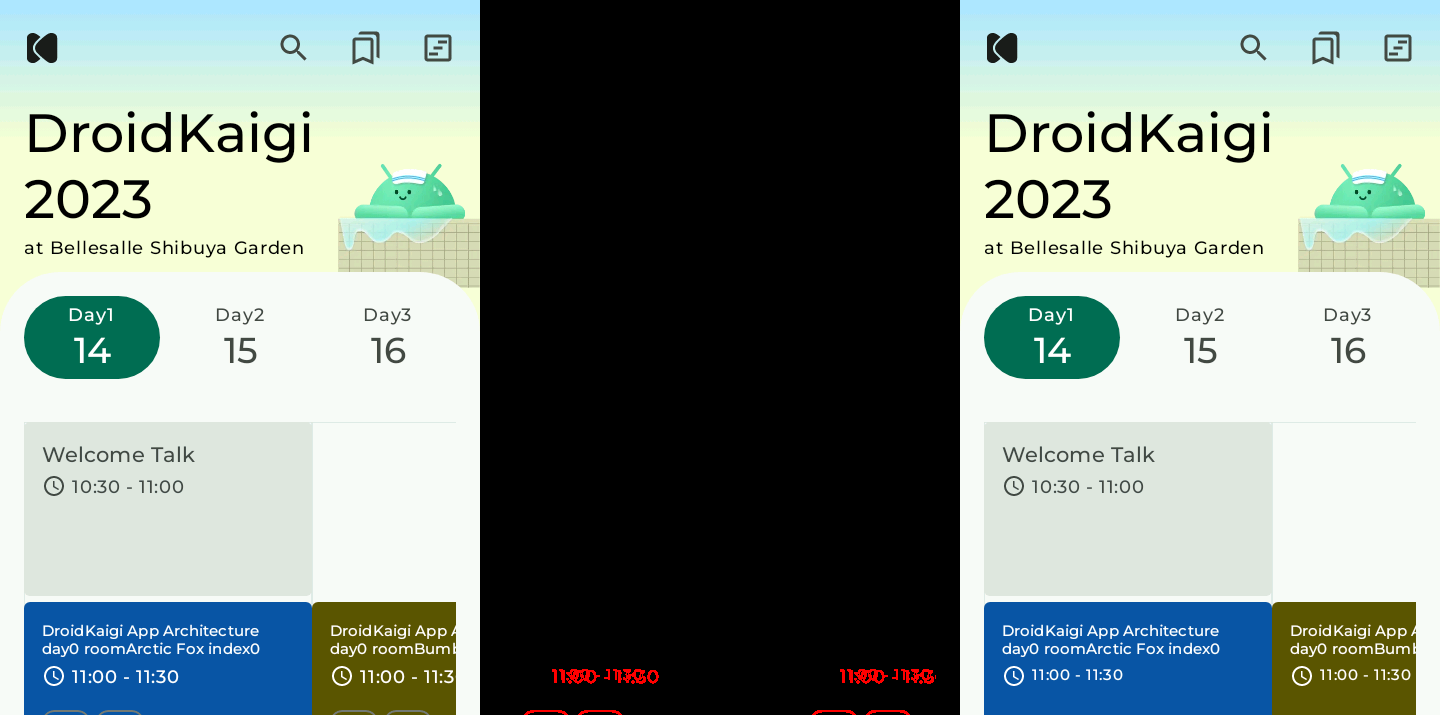 DroidKaigi
2023
at Bellesalle Shibuya Garden
Day1
14
Day2
15
Day3
16
Welcome Talk
10:30 - 11:00
DroidKaigi App Architecture
day0 roomArctic Fox index0
11:00 - 11:30
DroidKaigi App A
day0 roomBumb
11:00 - 11:3
DroidKaigi
2023
at Bellesalle Shibuya Garden
Day1
14
Day2
15
Day3
16
Welcome Talk
10:30 - 11:00
DroidKaigi App Architecture
day0 roomArctic Fox index0
11:00 - 11:30
DroidKaigi App A
day0 roomBumb
11:00 - 11:30